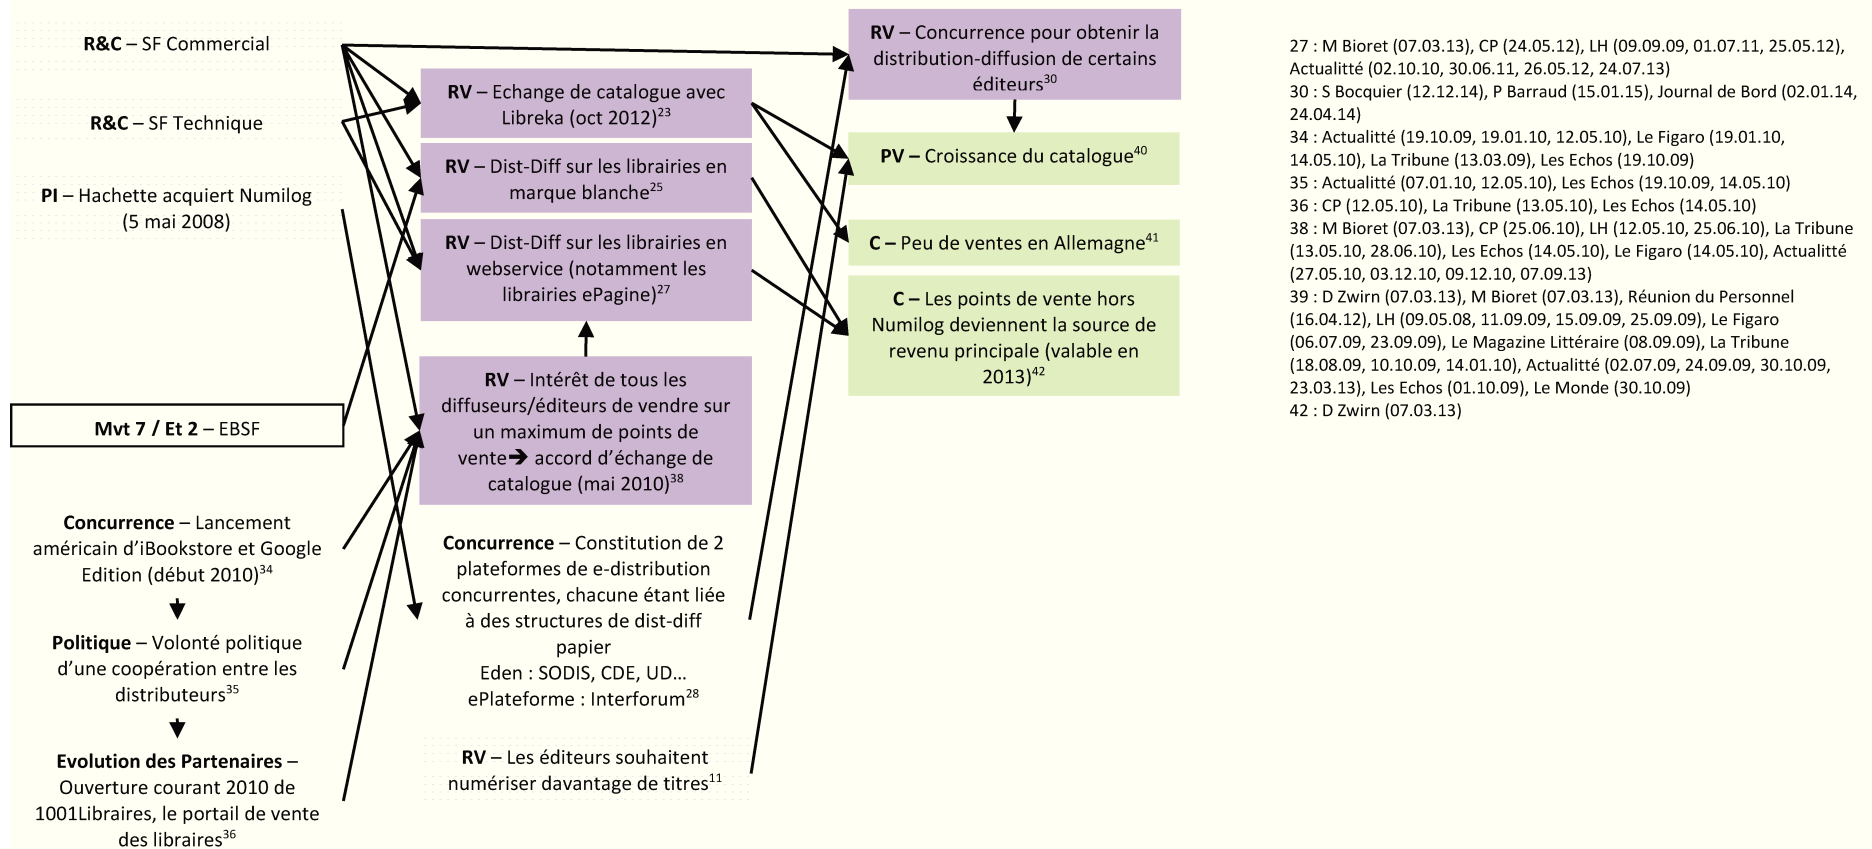 R&C – SF Commercial
R&C – SF Technique
PI – Hachette acquiert Numilog
(5 mai 2008)
Mvt 7 / Et 2 – EBSF
Concurrence – Lancement
américain d’iBookstore et Google
Edition (début 2010)34
Politique – Volonté politique
d’une coopération entre les
distributeurs35
Evolution des Partenaires –
Ouverture courant 2010 de
1001Libraires, le portail de vente
des libraires36
RV – Echange de catalogue avec
Libreka (oct 2012)23
RV – Dist-Diff sur les librairies en
marque blanche25
RV – Dist-Diff sur les librairies en
webservice (notamment les
librairies ePagine)27
RV – Intérêt de tous les
diffuseurs/éditeurs de vendre sur
un maximum de points de
vente➔ accord d’échange de
catalogue (mai 2010)38
Concurrence – Constitution de 2
plateformes de e-distribution
concurrentes, chacune étant liée
à des structures de dist-diff
papier
Eden : SODIS, CDE, UD…
ePlateforme : Interforum28
RV – Les éditeurs souhaitent
numériser davantage de titres11
RV – Concurrence pour obtenir la
distribution-diffusion de certains
éditeurs30
PV – Croissance du catalogue40
C – Peu de ventes en Allemagne41
C – Les points de vente hors
Numilog deviennent la source de
revenu principale (valable en
2013)42
27 : M Bioret (07.03.13), CP (24.05.12), LH (09.09.09, 01.07.11, 25.05.12),
Actualitté (02.10.10, 30.06.11, 26.05.12, 24.07.13)
30 : S Bocquier (12.12.14), P Barraud (15.01.15), Journal de Bord (02.01.14,
24.04.14)
34 : Actualitté (19.10.09, 19.01.10, 12.05.10), Le Figaro (19.01.10,
14.05.10), La Tribune (13.03.09), Les Echos (19.10.09)
35 : Actualitté (07.01.10, 12.05.10), Les Echos (19.10.09, 14.05.10)
36 : CP (12.05.10), La Tribune (13.05.10), Les Echos (14.05.10)
38 : M Bioret (07.03.13), CP (25.06.10), LH (12.05.10, 25.06.10), La Tribune
(13.05.10, 28.06.10), Les Echos (14.05.10), Le Figaro (14.05.10), Actualitté
(27.05.10, 03.12.10, 09.12.10, 07.09.13)
39 : D Zwirn (07.03.13), M Bioret (07.03.13), Réunion du Personnel
(16.04.12), LH (09.05.08, 11.09.09, 15.09.09, 25.09.09), Le Figaro
(06.07.09, 23.09.09), Le Magazine Littéraire (08.09.09), La Tribune
(18.08.09, 10.10.09, 14.01.10), Actualitté (02.07.09, 24.09.09, 30.10.09,
23.03.13), Les Echos (01.10.09), Le Monde (30.10.09)
42 : D Zwirn (07.03.13)